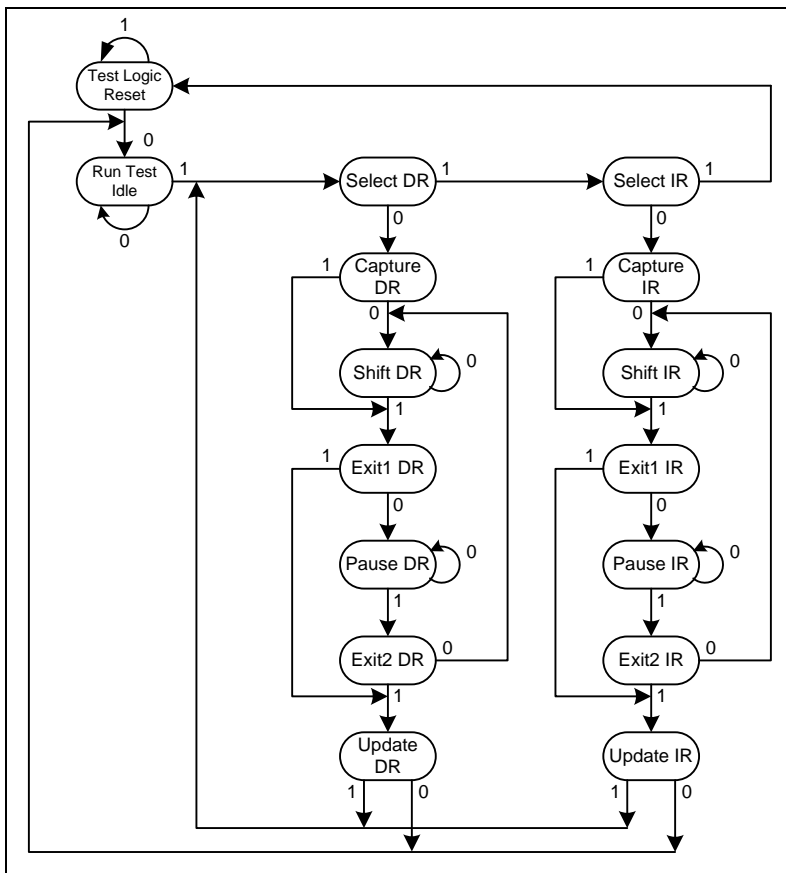 1
Test Logic
Reset
0
Run Test
Idle
1
0
Select DR
1
0
Select IR
1
0
Capture
DR
1
0
Capture
IR
1
0
Shift DR
0
1
Shift IR
0
1
Exit1 DR
1
0
Exit1 IR
1
0
Pause DR
0
1
Pause IR
0
1
Exit2 DR
0
1
Exit2 IR
0
1
Update
DR
1
0
Update IR
1
0